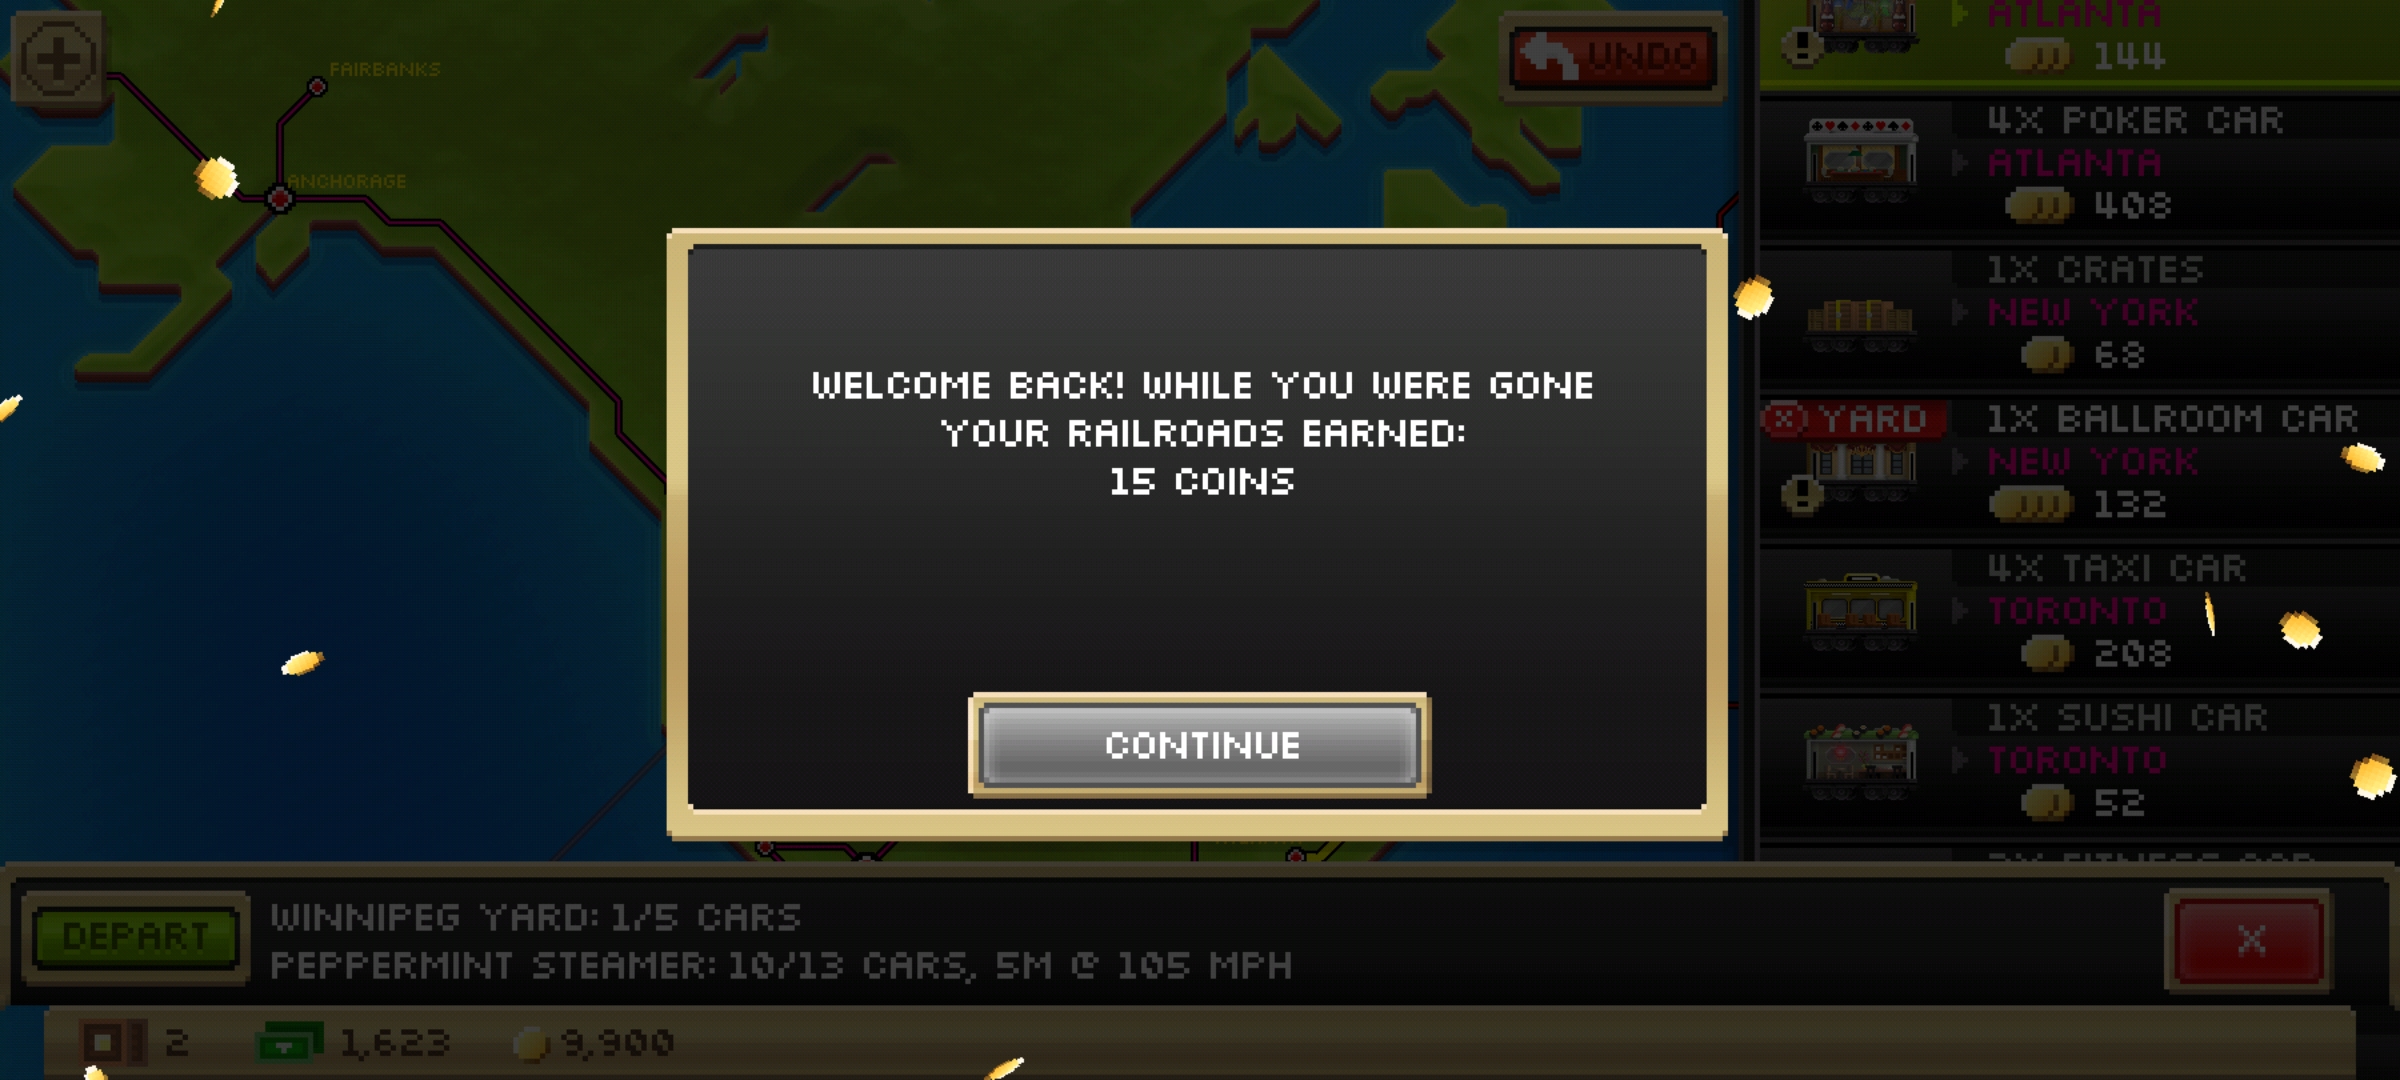 FAIRBANKS
ANCHORAGE
UNDO
ATLANTA
144
4X POKER CAR
ATLANTA
408
1X CRATES
NEW YORK
68
YARD
1X BALLROOM CAR
NEW YORK
132
4X TAXI CAR
TORONTO
208
1X SUSHI CAR
TORONTO
52
WELCOME BACK! WHILE YOU WERE GONE
YOUR RAILROADS EARNED:
15 COINS
CONTINUE
DEPART
WINNIPEG YARD: 1/5 CARS
PEPPERMINT STEAMER: 10/13 CARS, 5M @ 105 MPH
X
2
1,623
9,900